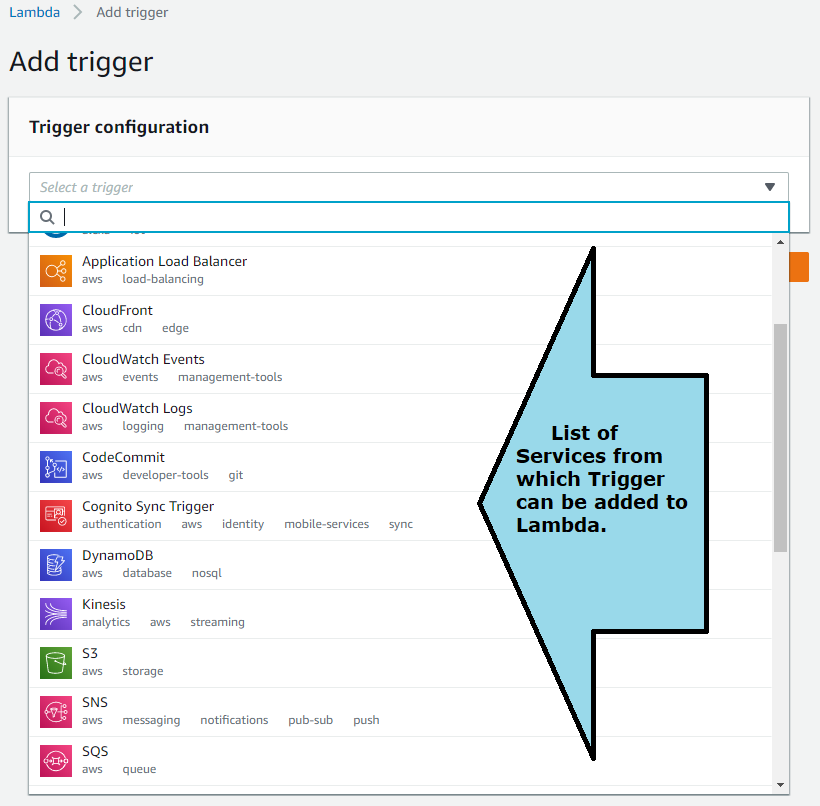 Lambda > Add trigger
Add trigger
Trigger configuration
Select a trigger
Application Load Balancer
aws load-balancing
CloudFront
aws cdn edge
CloudWatch Events
aws events management-tools
CloudWatch Logs
aws logging management-tools
CodeCommit
aws developer-tools git
Cognito Sync Trigger
authentication aws identity mobile-services sync
DynamoDB
aws database nosql
Kinesis
analytics aws streaming
S3
aws storage
SNS
aws messaging notifications pub-sub push
SQS
aws queue
List of
Services from
which Trigger
can be added to
Lambda.